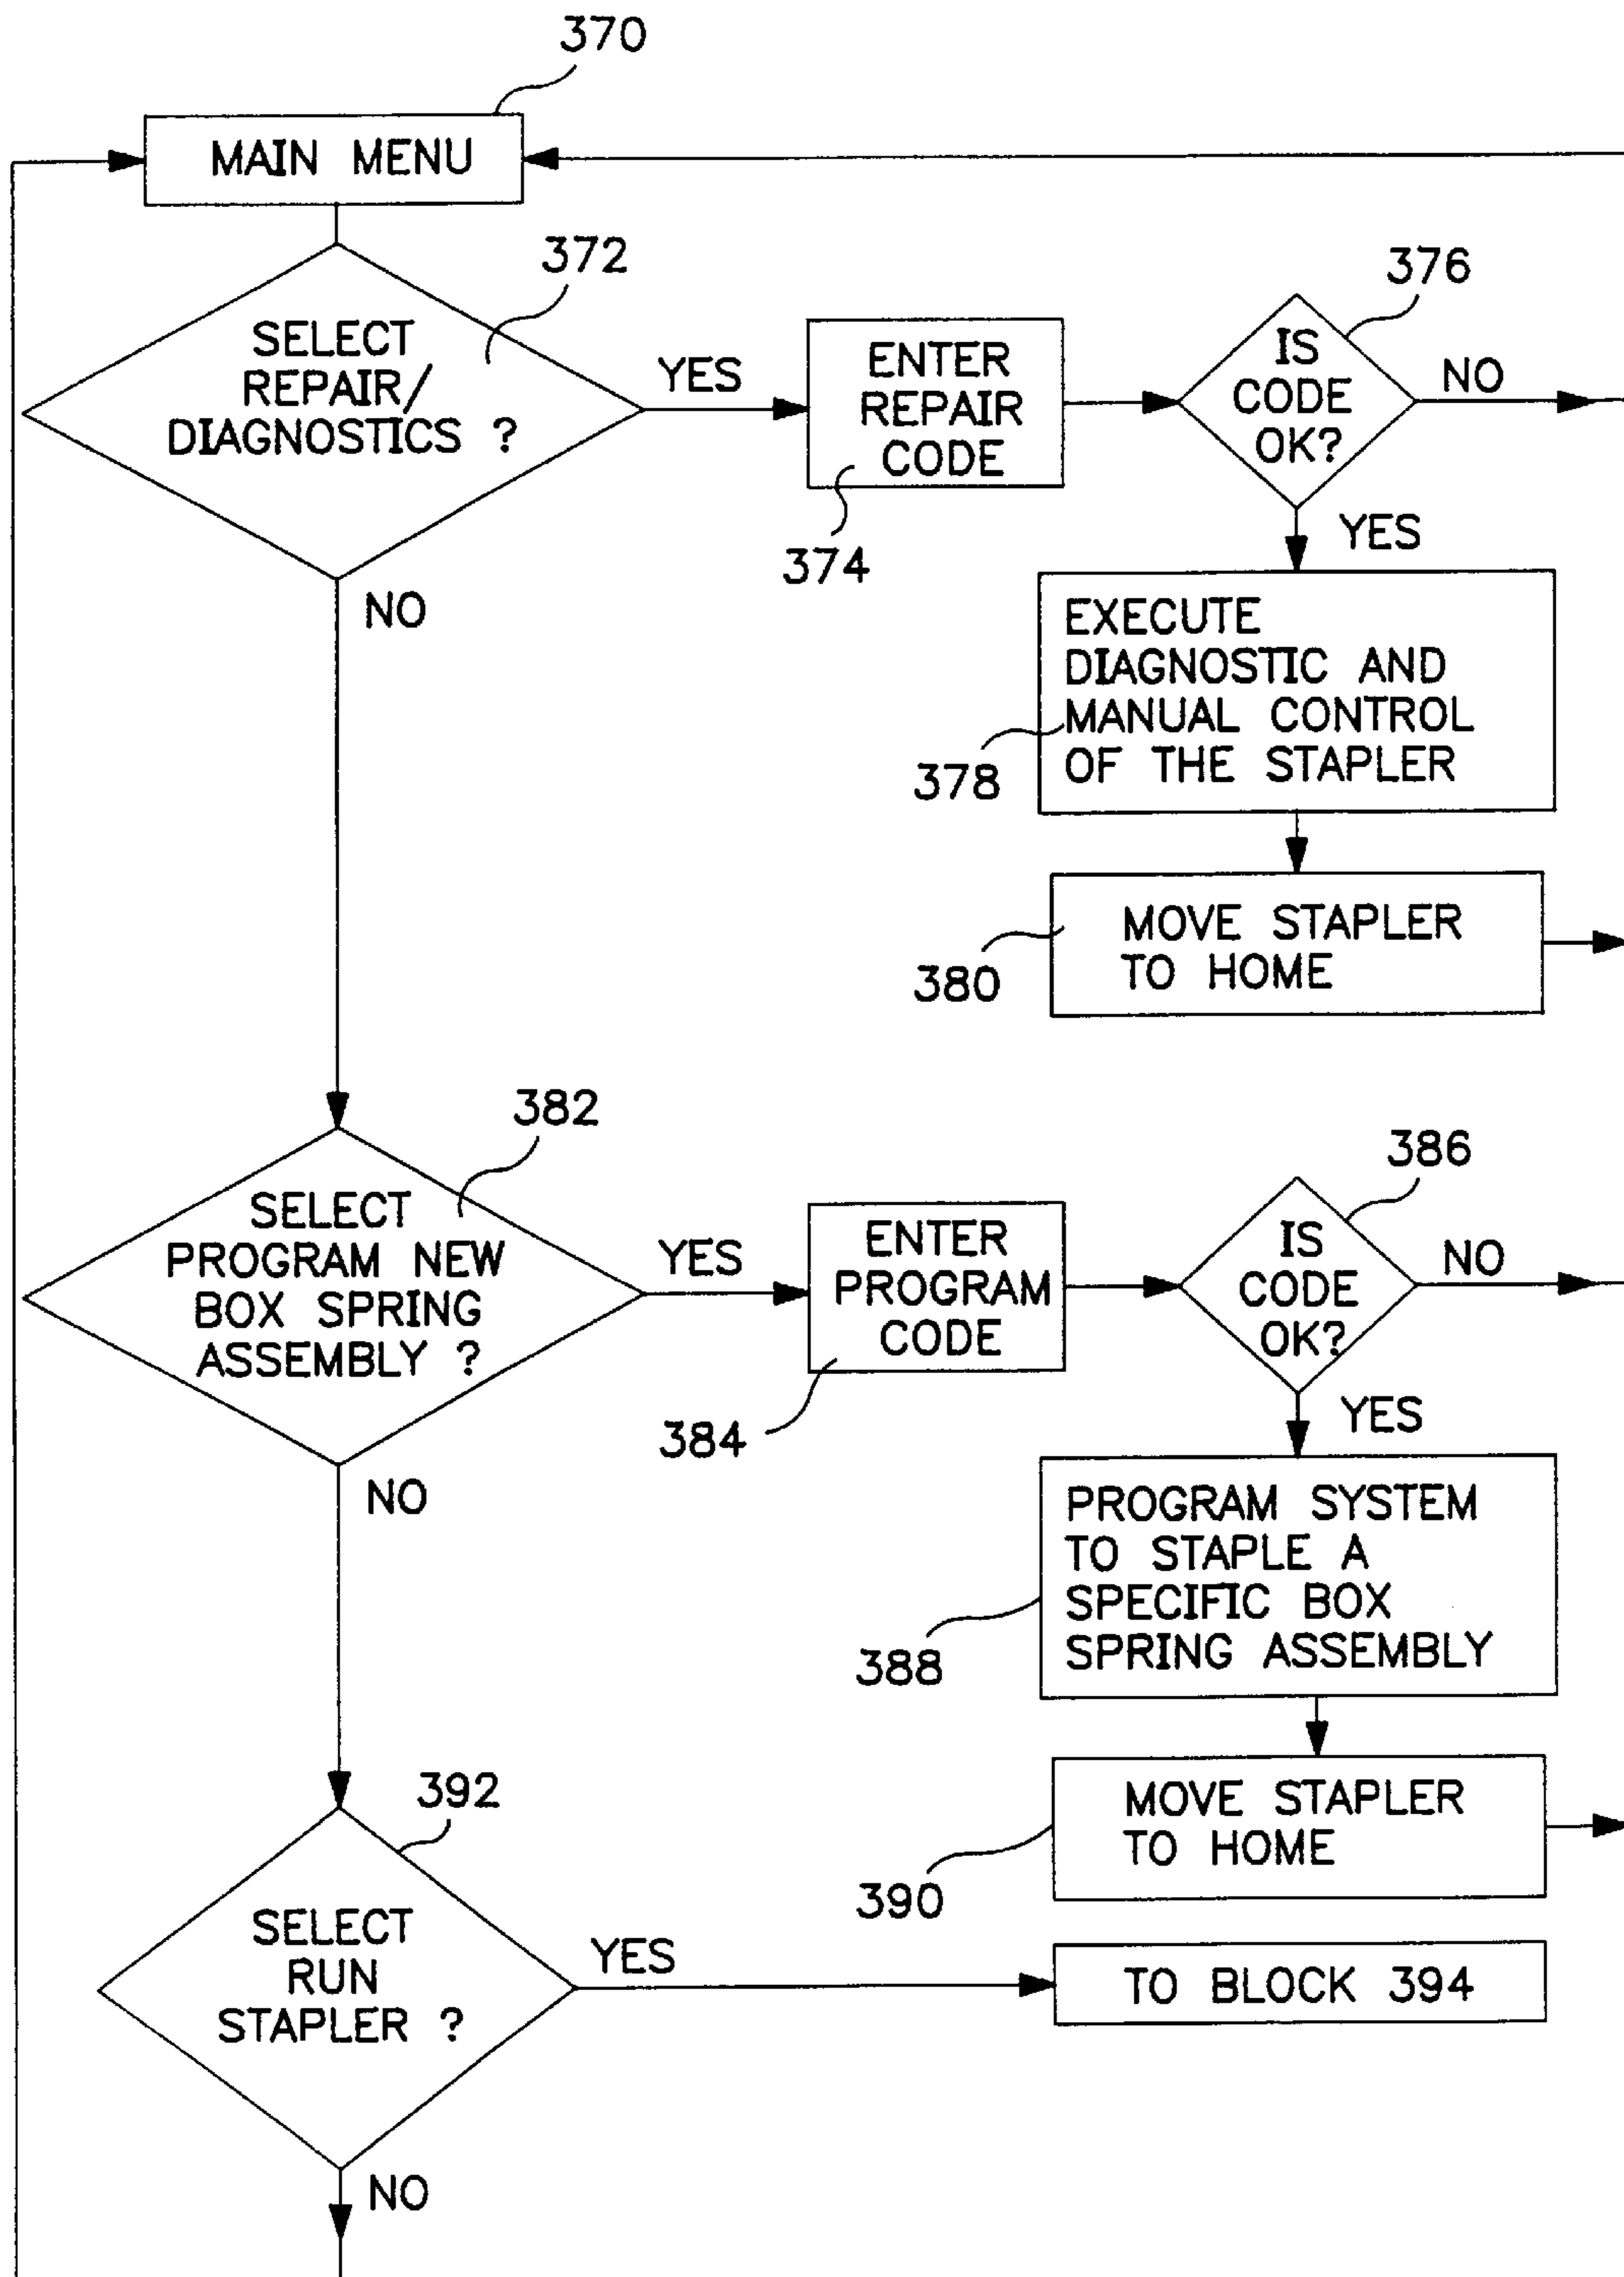 370
MAIN MENU
372
SELECT
REPAIR/
DIAGNOSTICS ?
YES
NO
ENTER
REPAIR
CODE
374
376
IS
CODE
OK?
NO
YES
EXECUTE
DIAGNOSTIC AND
MANUAL CONTROL
OF THE STAPLER
378
MOVE STAPLER
TO HOME
380
382
SELECT
PROGRAM NEW
BOX SPRING
ASSEMBLY ?
YES
NO
ENTER
PROGRAM
CODE
384
386
IS
CODE
OK?
NO
YES
PROGRAM SYSTEM
TO STAPLE A
SPECIFIC BOX
SPRING ASSEMBLY
388
MOVE STAPLER
TO HOME
390
392
SELECT
RUN
STAPLER ?
YES
TO BLOCK 394
NO